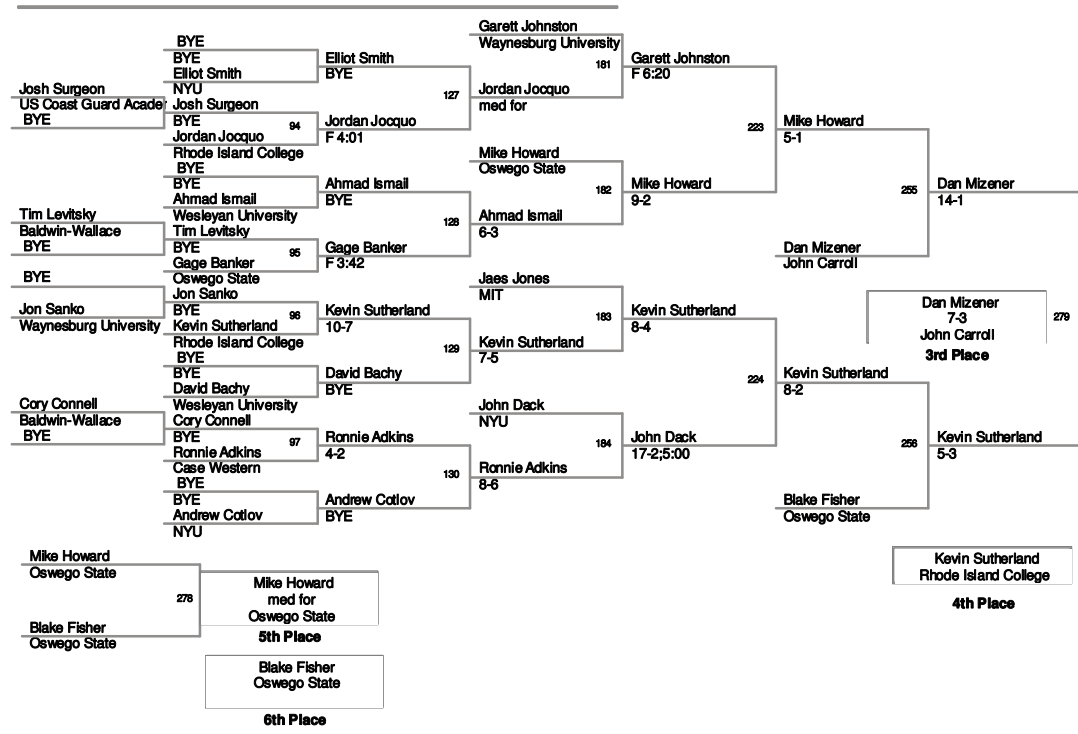 Garett Johnston
Waynesburg University
BYE
BYE
Elliot Smith
NYU
Elliot Smith
BYE
181
Garett Johnston
F 6:20
Josh Surgeon
US Coast Guard Acader
BYE
Josh Surgeon
BYE
Jordan Jocquo
Rhode Island College
94
127
Jordan Jocquo
F 4:01
Jordan Jocquo
med for
223
Mike Howard
5-1
BYE
BYE
Ahmad Ismail
Wesleyan University
Ahmad Ismail
BYE
Mike Howard
Oswego State
182
Mike Howard
9-2
255
Dan Mizener
14-1
Tim Levitsky
Baldwin-Wallace
BYE
Tim Levitsky
BYE
Gage Banker
Oswego State
95
128
Gage Banker
F 3:42
Ahmad Ismail
6-3
Dan Mizener
John Carroll
BYE
Jon Sanko
Waynesburg University
Jon Sanko
BYE
Kevin Sutherland
Rhode Island College
96
Kevin Sutherland
10-7
Jaes Jones
MIT
183
Kevin Sutherland
8-4
Dan Mizener
7-3
John Carroll
3rd Place
279
BYE
BYE
David Bachy
Wesleyan University
129
David Bachy
BYE
Kevin Sutherland
7-5
224
Kevin Sutherland
8-2
Cory Connell
Baldwin-Wallace
BYE
Cory Connell
BYE
Ronnie Adkins
Case Western
97
Ronnie Adkins
4-2
John Dack
NYU
184
John Dack
17-2;5:00
256
Kevin Sutherland
5-3
BYE
BYE
Andrew Cotlov
NYU
130
Andrew Cotlov
BYE
Ronnie Adkins
8-6
Blake Fisher
Oswego State
Mike Howard
Oswego State
278
Blake Fisher
Oswego State
Mike Howard
med for
Oswego State
5th Place
Blake Fisher
Oswego State
6th Place
Kevin Sutherland
Rhode Island College
4th Place